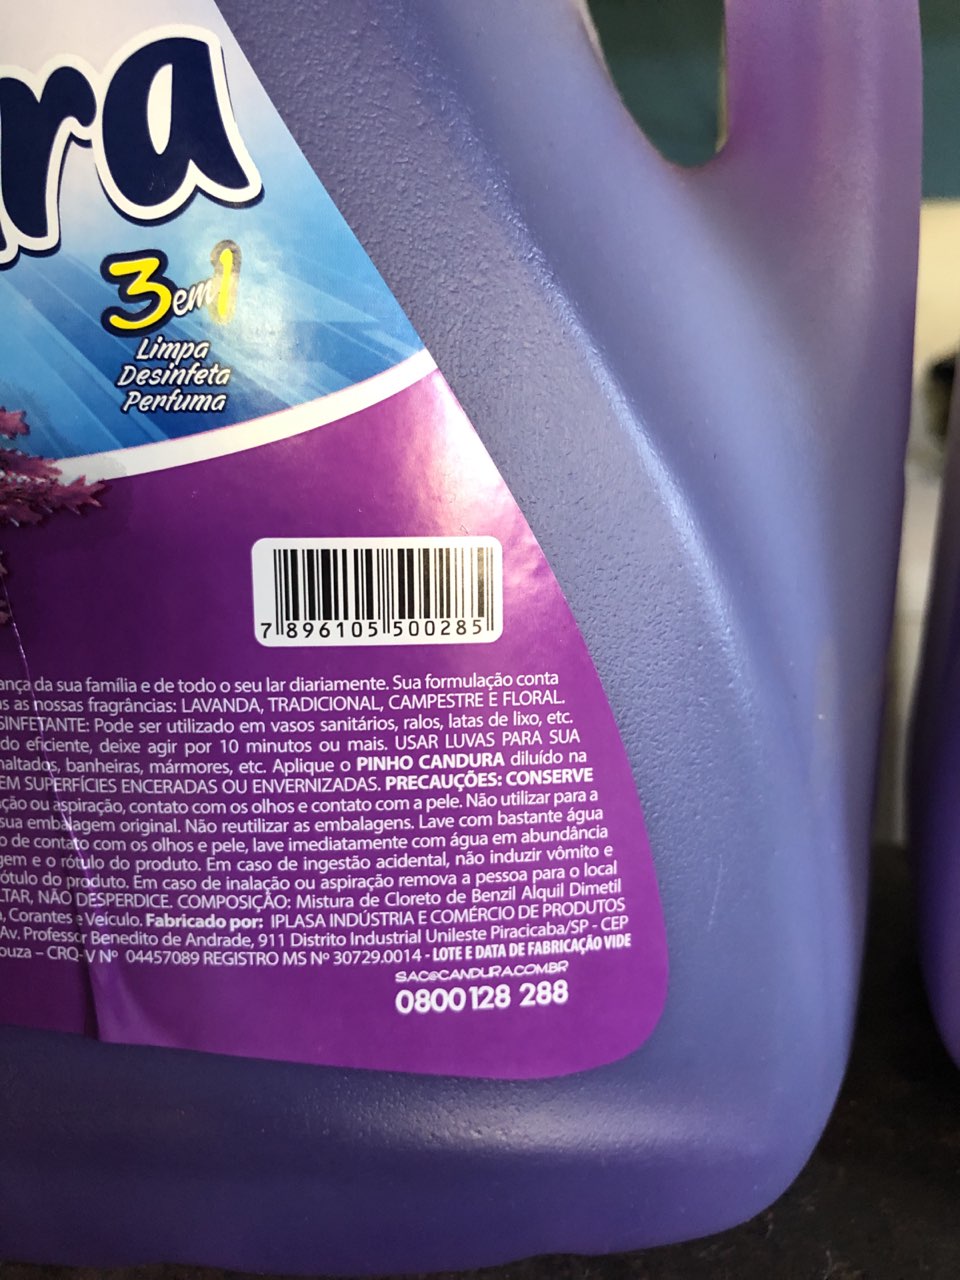 ra
3em1
Limpa
Desinfeta
Perfuma
7 896105 500285
ança da sua família e de todo o seu lar diariamente. Sua formulação conta
as as nossas fragrâncias: LAVANDA, TRADICIONAL, CAMPESTRE E FLORAL.
SINFETANTE: Pode ser utilizado em vasos sanitários, ralos, latas de lixo, etc.
do eficiente, deixe agir por 10 minutos ou mais. USAR LUVAS PARA SUA
maltados, banheiras, mármores, etc. Aplique o PINHO CANDURA diluído na
EM SUPERFÍCIES ENCERADAS OU ENVERNIZADAS. PRECAUÇÕES: CONSERVE
ção ou aspiração, contato com os olhos e contato com a pele. Não utilizar para a
sua embalagem original. Não reutilizar as embalagens. Lave com bastante água
o de contato com os olhos e pele, lave imediatamente com água em abundância
gem e o rótulo do produto. Em caso de ingestão acidental, não induzir vômito e
rótulo do produto. Em caso de inalação ou aspiração remova a pessoa para o local
LTAR, NÃO DESPERDICE. COMPOSIÇÃO: Mistura de Cloreto de Benzil Alquil Dimetil
, Corantes e Veículo. Fabricado por: IPLASA INDÚSTRIA E COMÉRCIO DE PRODUTOS
Av. Professor Benedito de Andrade, 911 Distrito Industrial Unileste Piracicaba/SP - CEP
ouza – CRQ-V Nº 04457089 REGISTRO MS Nº 30729.0014 - LOTE E DATA DE FABRICAÇÃO VIDE
SAC@CANDURA.COM.BR
0800 128 288